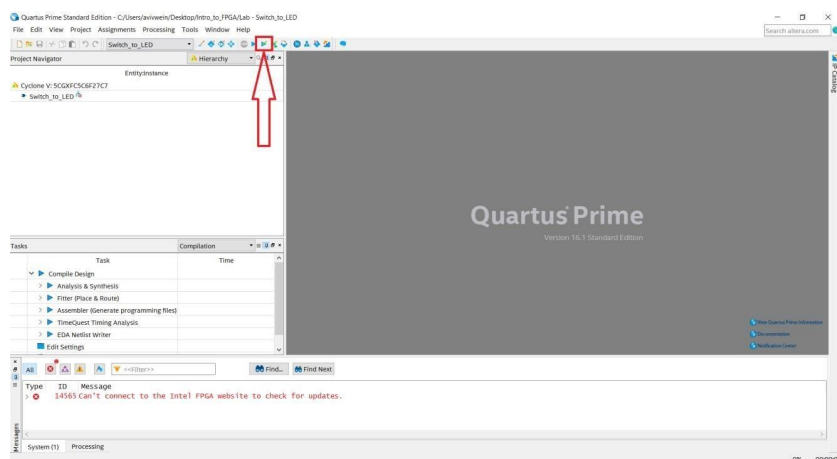 Quartus Prime Standard Edition - C:/Users/avivwein/Desktop/Intro_to_FPGA/Lab - Switch_to_LED
File Edit View Project Assignments Processing Tools Window Help
Search altera.com
Switch_to_LED
Project Navigator
Hierarchy
Entity:Instance
Cyclone V: 5CGXFC5C6F27C7
Switch_to_LED
IP Catalog
Quartus Prime
Version 16.1 Standard Edition
View Quartus Prime Information
Documentation
Notification Center
Tasks
Compilation
Task Time
Compile Design
Analysis & Synthesis
Fitter (Place & Route)
Assembler (Generate programming files)
TimeQuest Timing Analysis
EDA Netlist Writer
Edit Settings
All
<<Filter>>
Find...
Find Next
Type ID Message
14565 Can't connect to the Intel FPGA website to check for updates.
Messages
System (1) Processing
0%